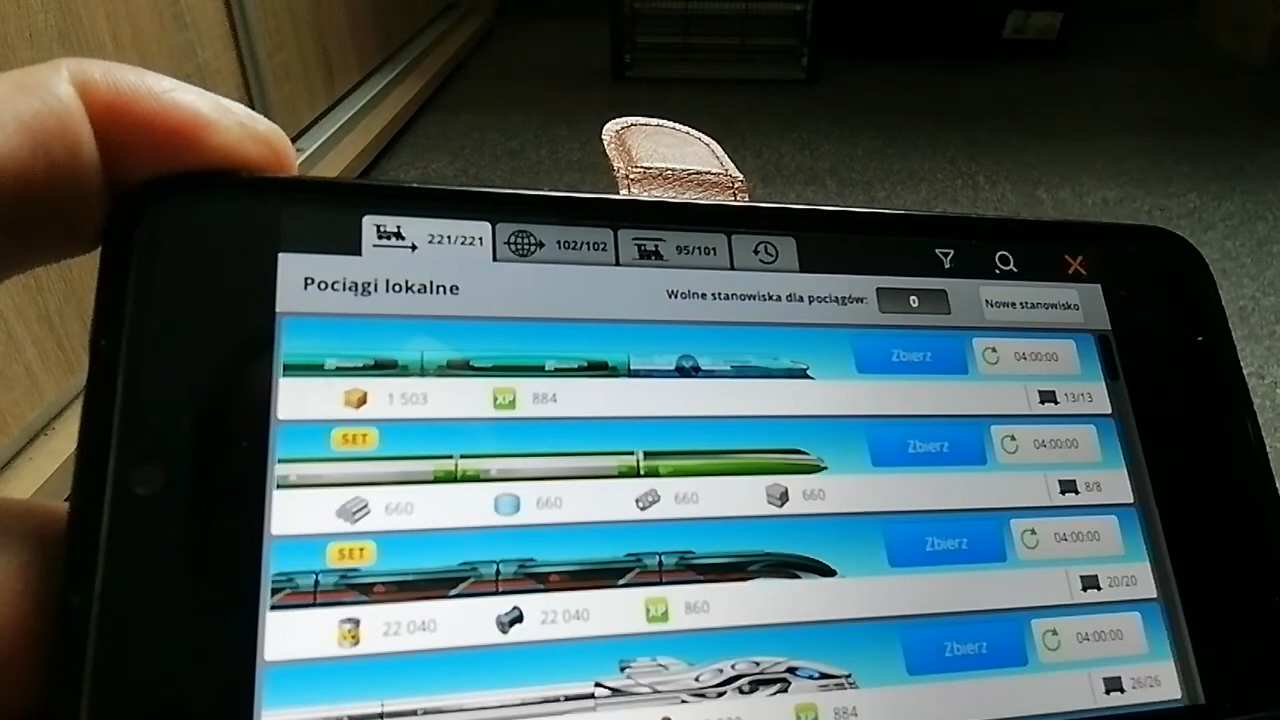 221/221 102/102 95/101
Pociągi lokalne Wolne stanowiska dla pociągów: 0 Nowe stanowisko
Zbierz 04:00:00
1 503 XP 884 13/13
SET Zbierz 04:00:00
660 660 660 660 8/8
SET Zbierz 04:00:00
22 040 22 040 XP 860 20/20
Zbierz 04:00:00
XP 884 26/26